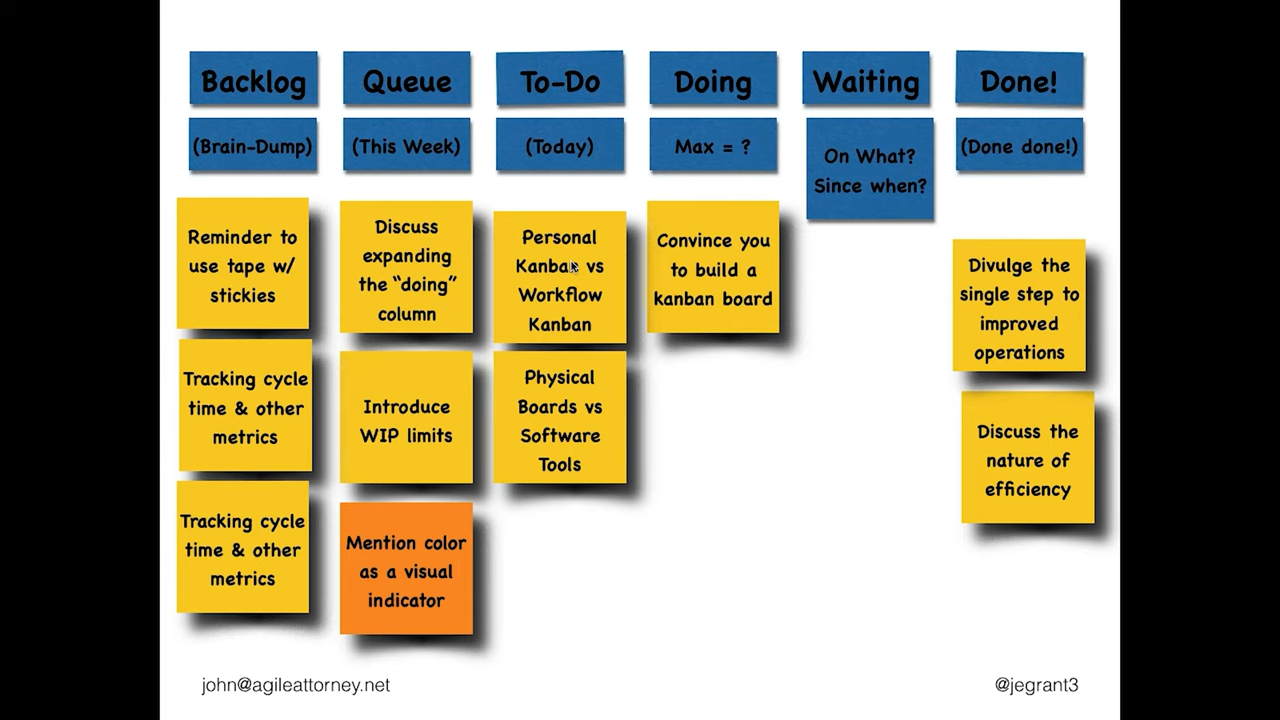 Backlog
Queue
To-Do
Doing
Waiting
Done!
(Brain-Dump)
(This Week)
(Today)
Max = ?
On What?
Since when?
(Done done!)
Reminder to
use tape w/
stickies
Tracking cycle
time & other
metrics
Tracking cycle
time & other
metrics
Discuss
expanding
the “doing”
column
Introduce
WIP limits
Mention color
as a visual
indicator
Personal
Kanban vs
Workflow
Kanban
Physical
Boards vs
Software
Tools
Convince you
to build a
kanban board
Divulge the
single step to
improved
operations
Discuss the
nature of
efficiency
john@agileattorney.net
@jegrant3